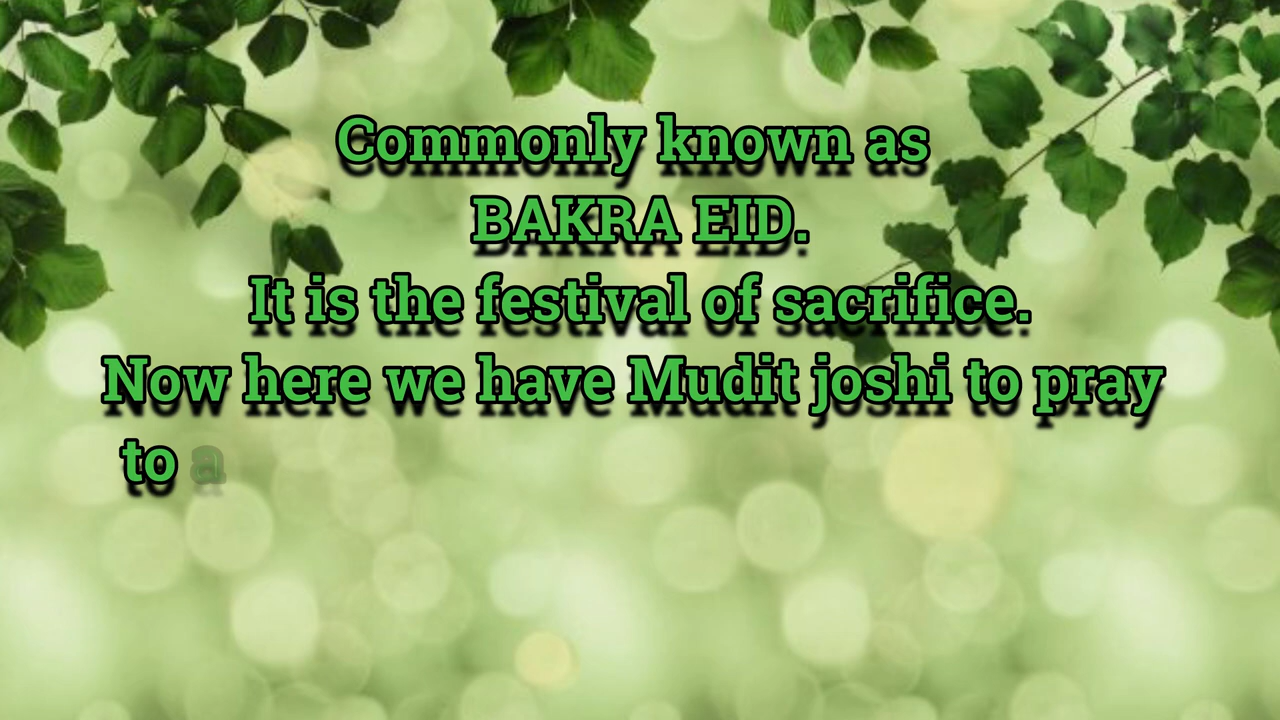 Commonly known as
BAKRA EID.
It is the festival of sacrifice.
Now here we have Mudit joshi to pray
to a